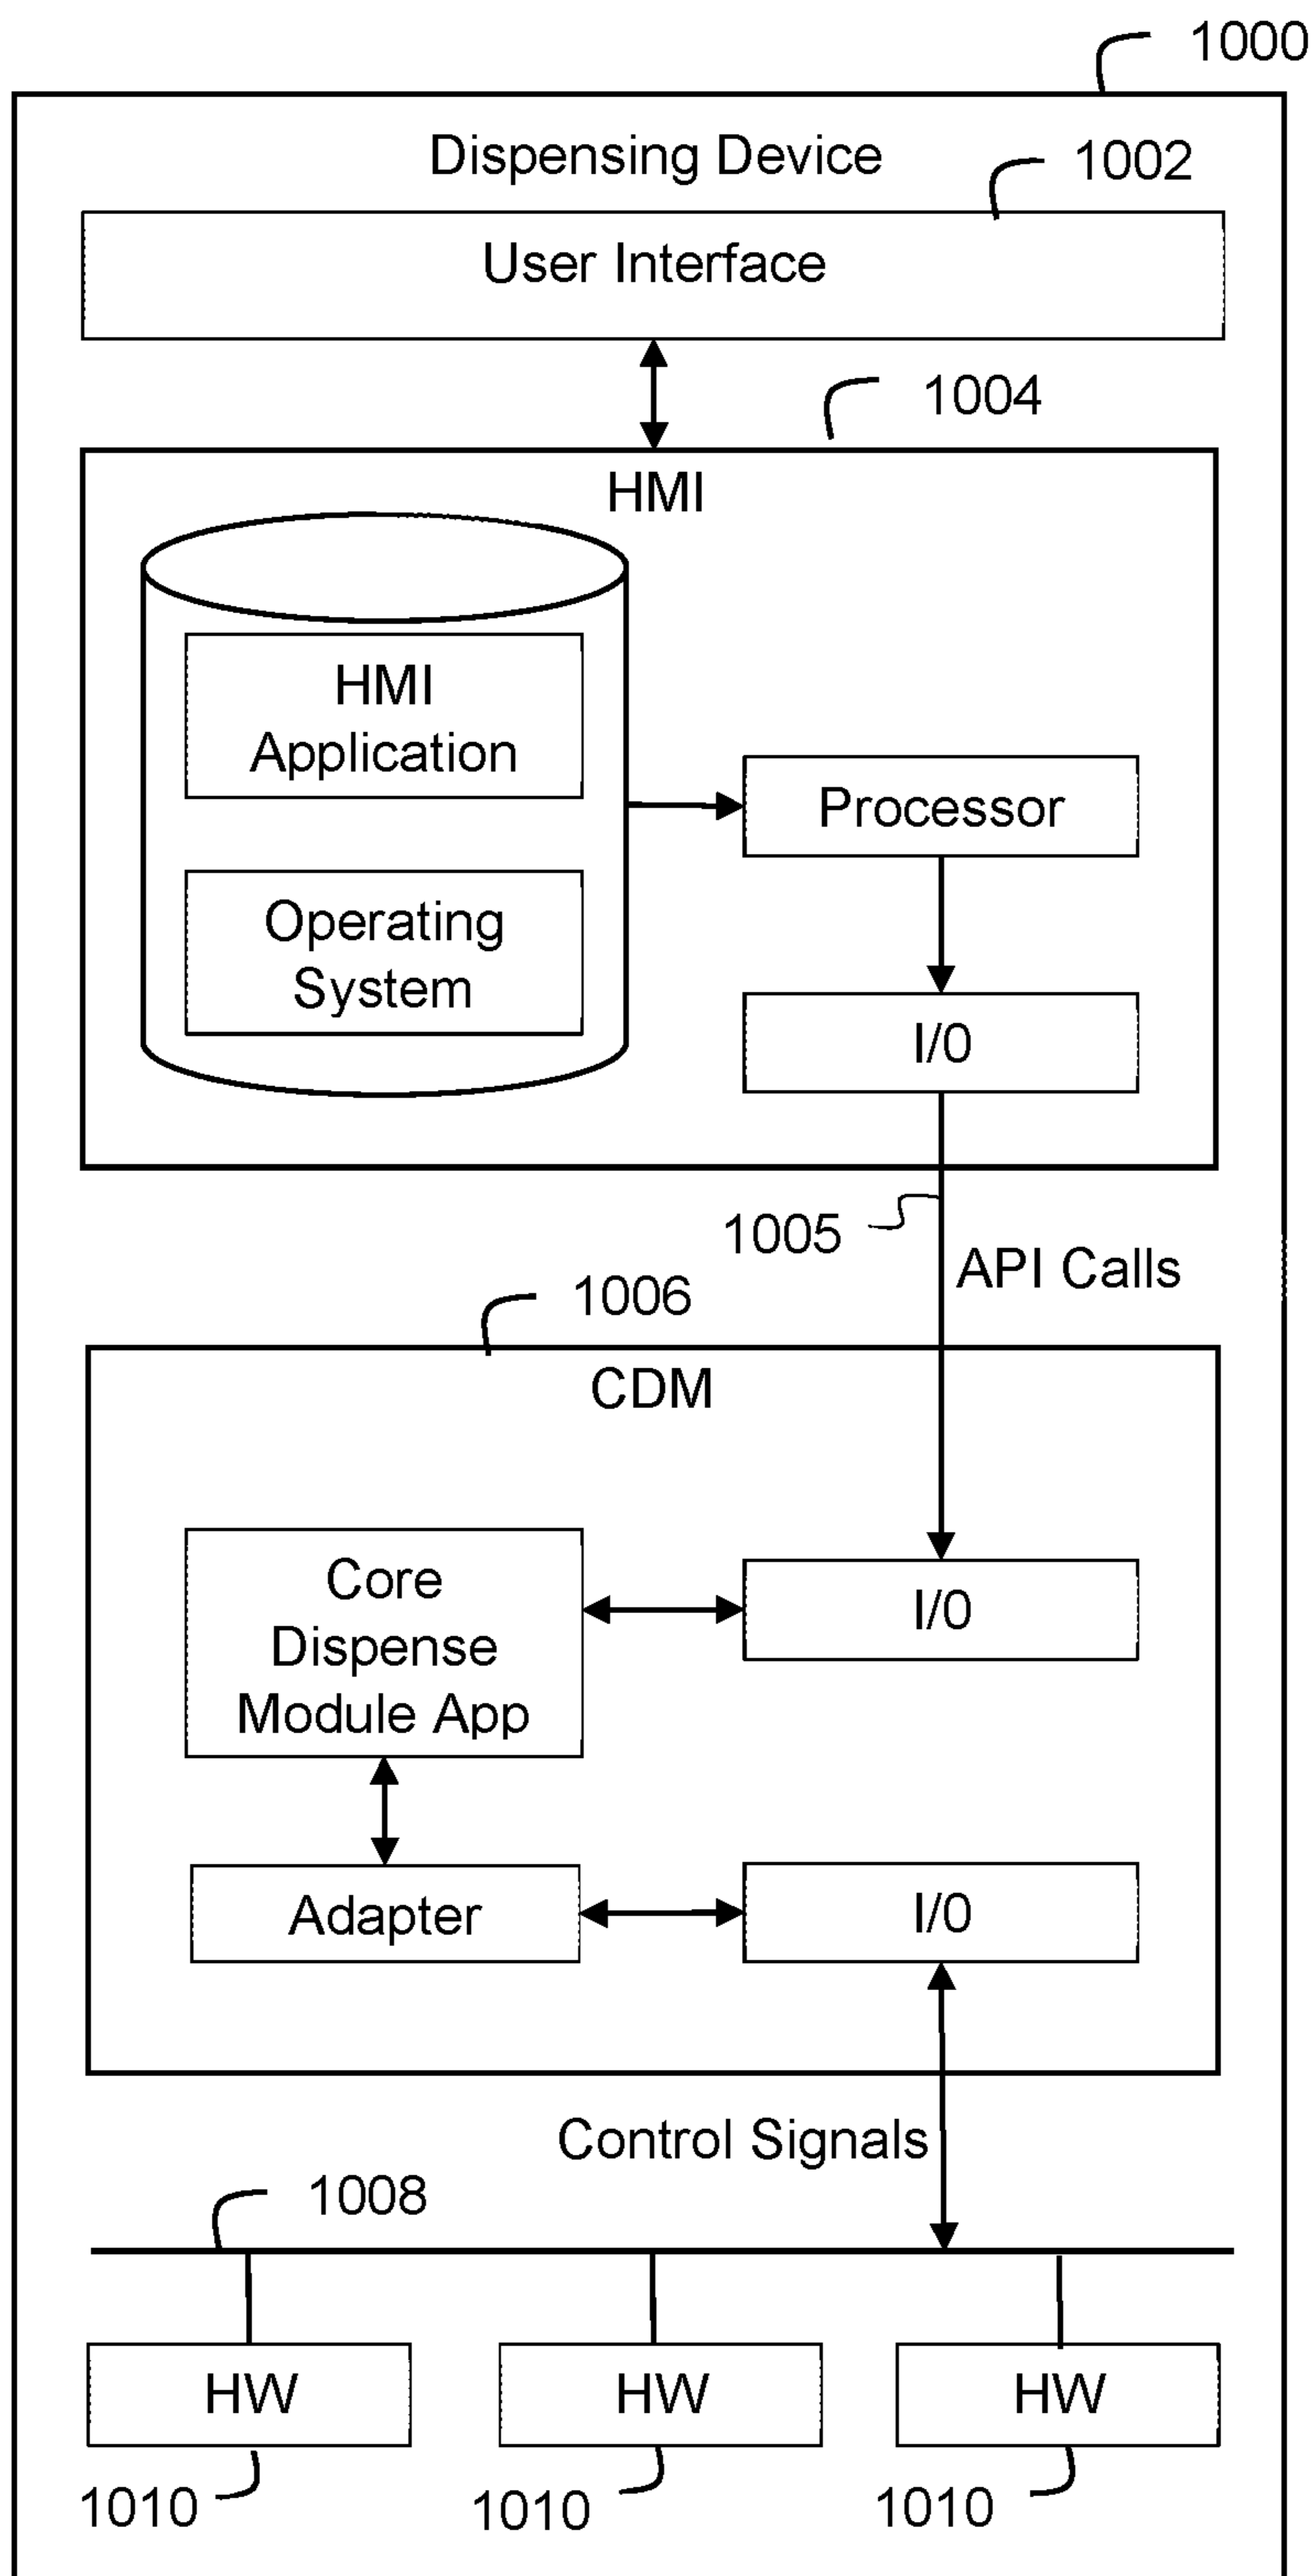 1000
Dispensing Device
1002
User Interface
1004
HMI
HMI
Application
Processor
Operating
System
I/0
1005
API Calls
1006
CDM
Core
Dispense
Module App
I/0
Adapter
I/0
Control Signals
1008
HW
HW
HW
1010
1010
1010